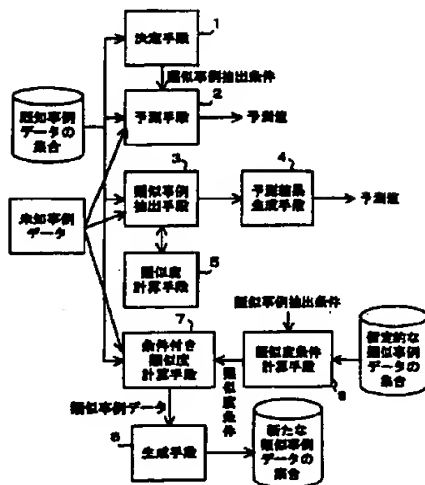 1
決定手段
類似事例抽出条件
2
既知事例
データの
集合
予測手段
予測値
3
4
類似事例
抽出手段
予測結果
生成手段
予測値
未知事例
データ
5
類似度
計算手段
類似事例抽出条件
7
条件付き
類似度
計算手段
類似度条件
類似度条件
計算手段
6
暫定的な
類似事例
データの
集合
類似事例データ
8
生成手段
新たな
類似事例
データの
集合